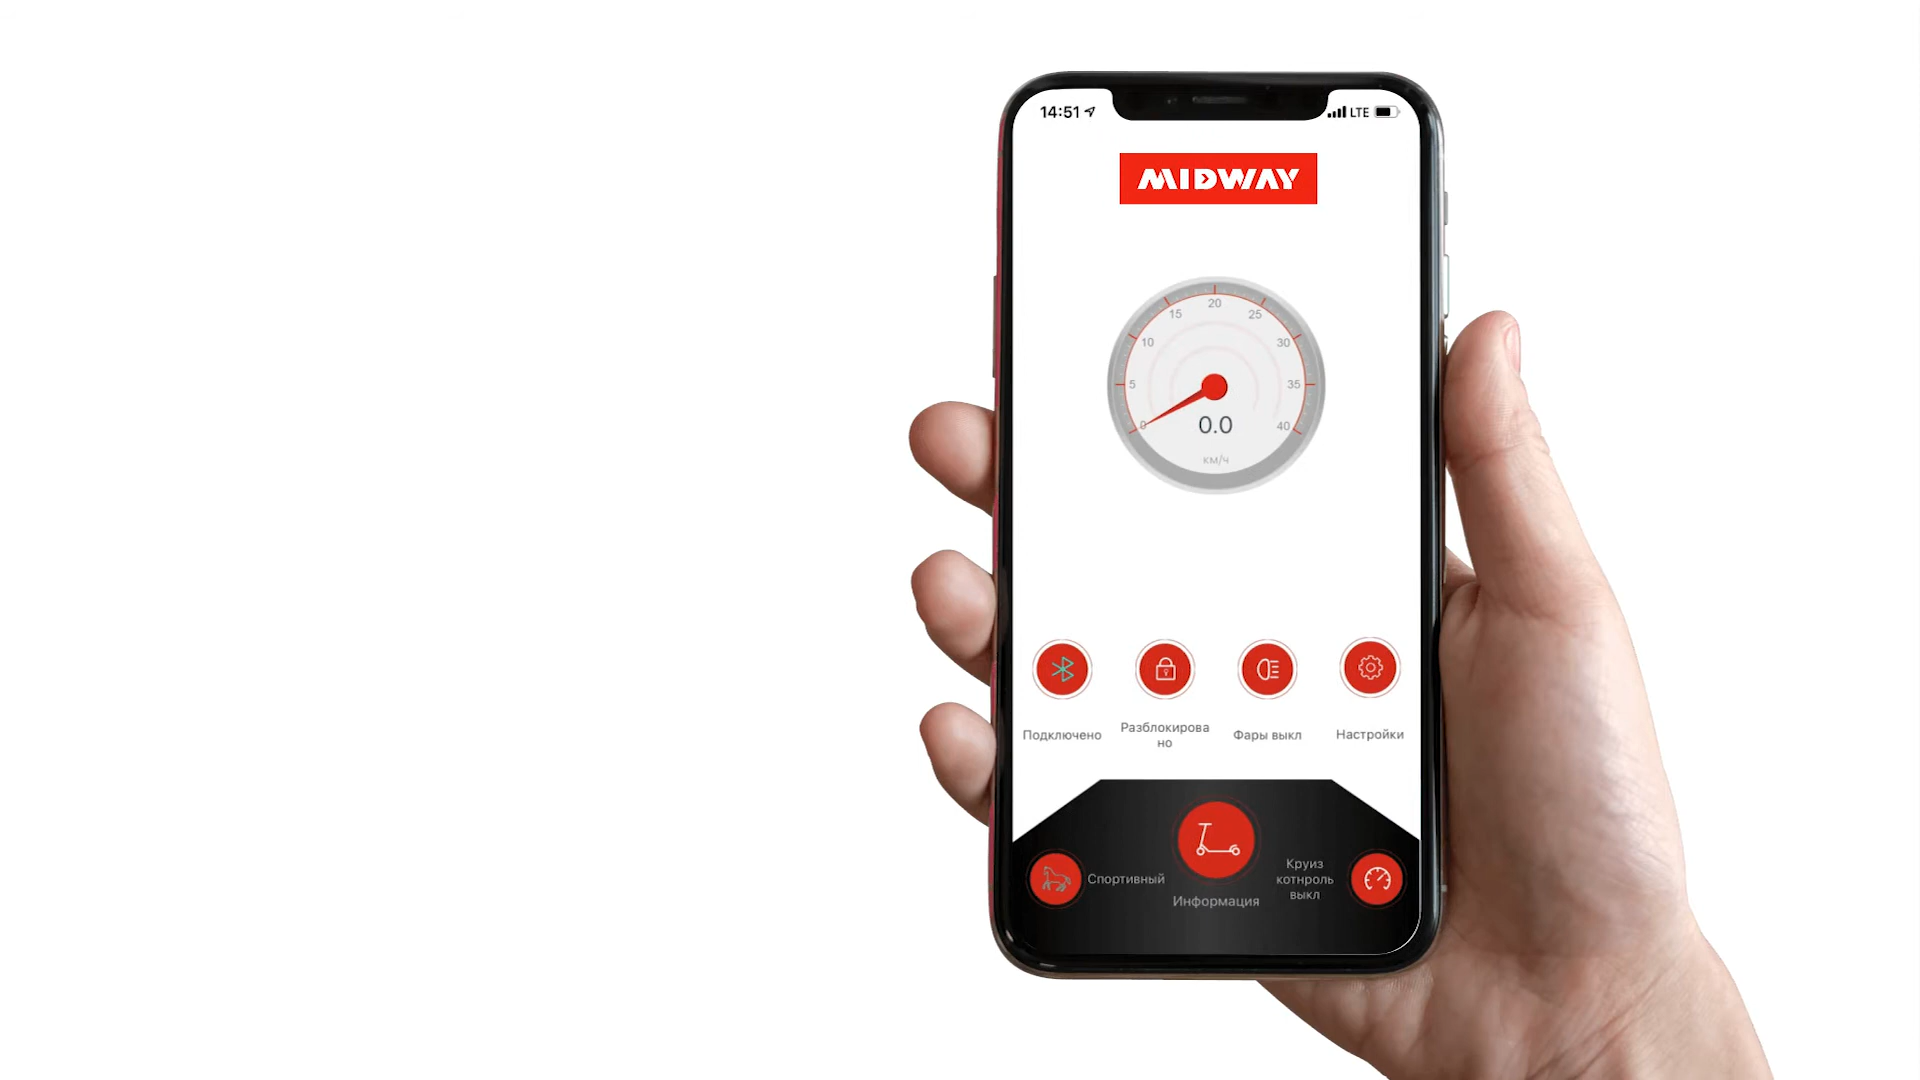 14:51
LTE
MIDWAY
20
15
25
10
30
5
35
0
40
0.0
км/ч
Подключено
Разблокирова
но
Фары выкл
Настройки
Спортивный
Информация
Круиз
котнроль
выкл